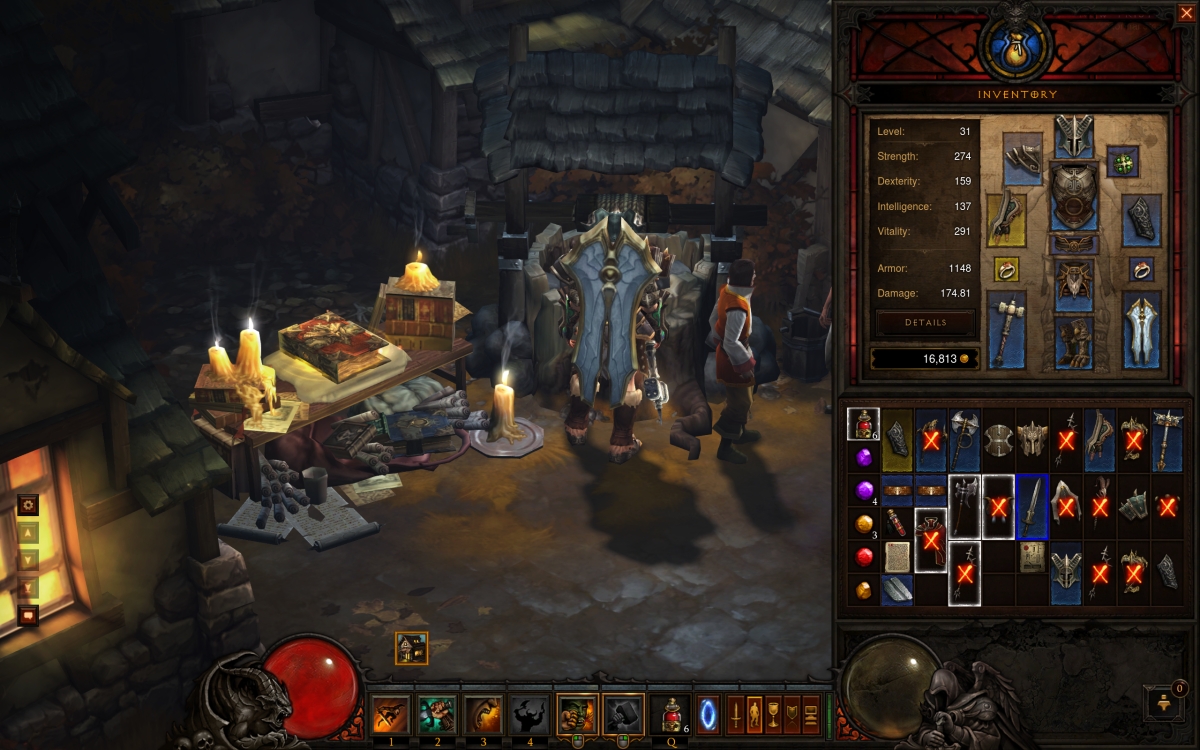 INVENTORY
Level: 31
Strength: 274
Dexterity: 159
Intelligence: 137
Vitality: 291
Armor: 1148
Damage: 174.81
DETAILS
16,813
6
4
3
0
6
1 2 3 4 Q